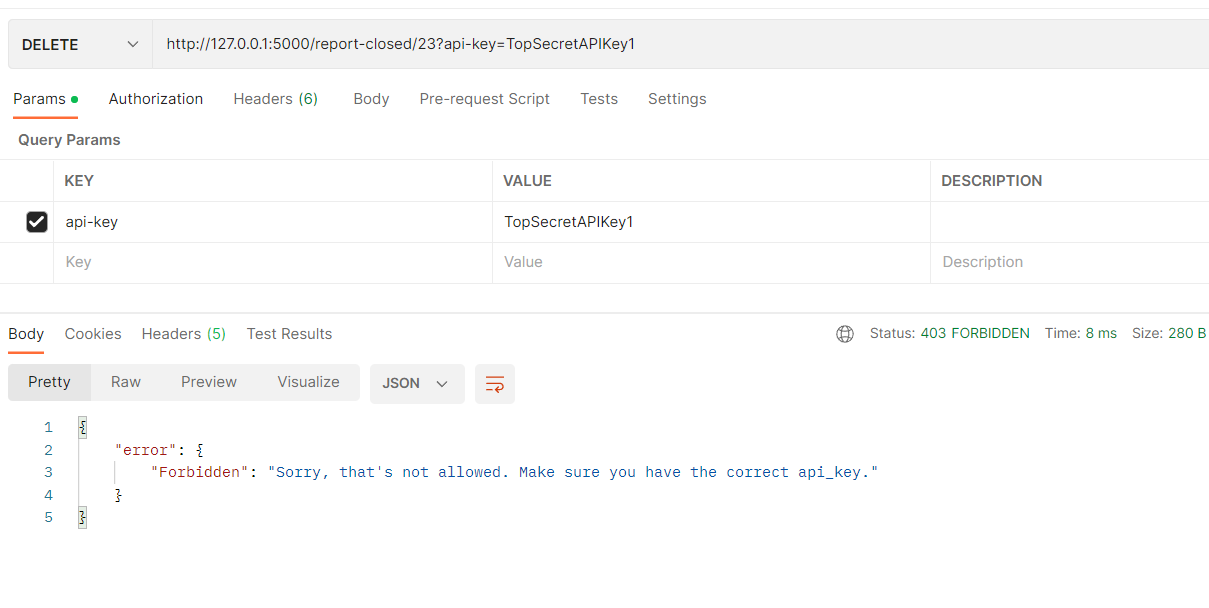 DELETE http://127.0.0.1:5000/report-closed/23?api-key=TopSecretAPIKey1
Params Authorization Headers (6) Body Pre-request Script Tests Settings
Query Params
KEY VALUE DESCRIPTION
api-key TopSecretAPIKey1
Key Value Description
Body Cookies Headers (5) Test Results Status: 403 FORBIDDEN Time: 8 ms Size: 280 B
Pretty Raw Preview Visualize JSON
1 {
2 "error": {
3 "Forbidden": "Sorry, that's not allowed. Make sure you have the correct api_key."
4 }
5 }